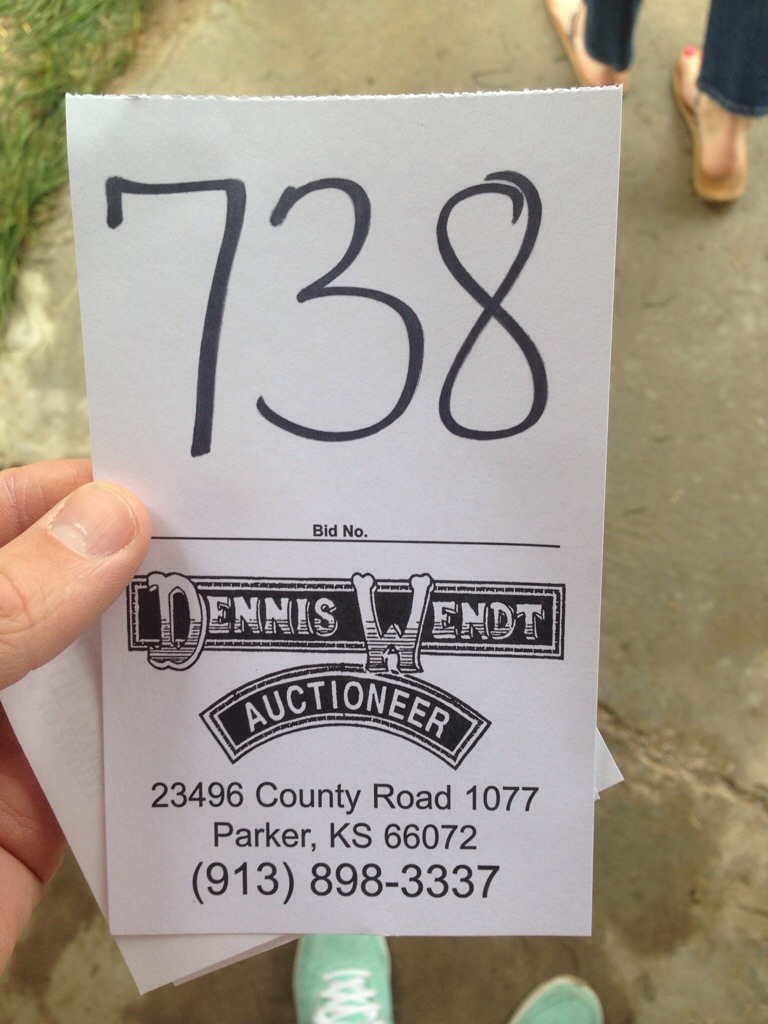 738
Bid No.
DENNIS WENDT
AUCTIONEER
23496 County Road 1077
Parker, KS 66072
(913) 898-3337